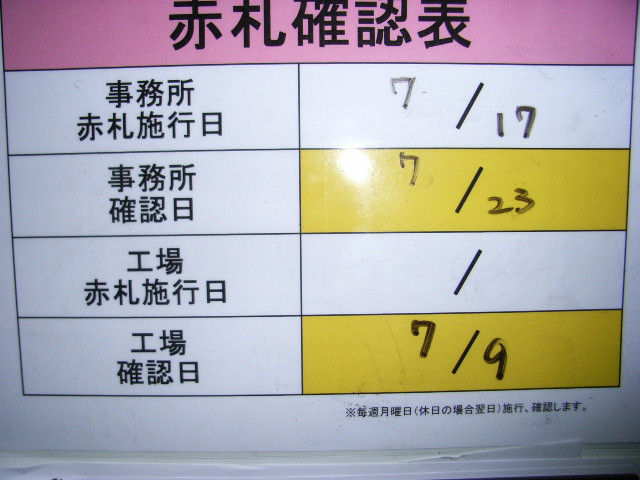 赤札確認表
事務所
赤札施行日
7/17
事務所
確認日
7/23
工場
赤札施行日
/
工場
確認日
7/9
※毎週月曜日(休日の場合翌日)施行、確認します。